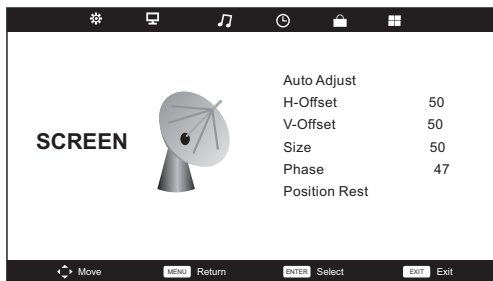 SCREEN
Auto Adjust
H-Offset 50
V-Offset 50
Size 50
Phase 47
Position Rest
Move MENU Return ENTER Select EXIT Exit